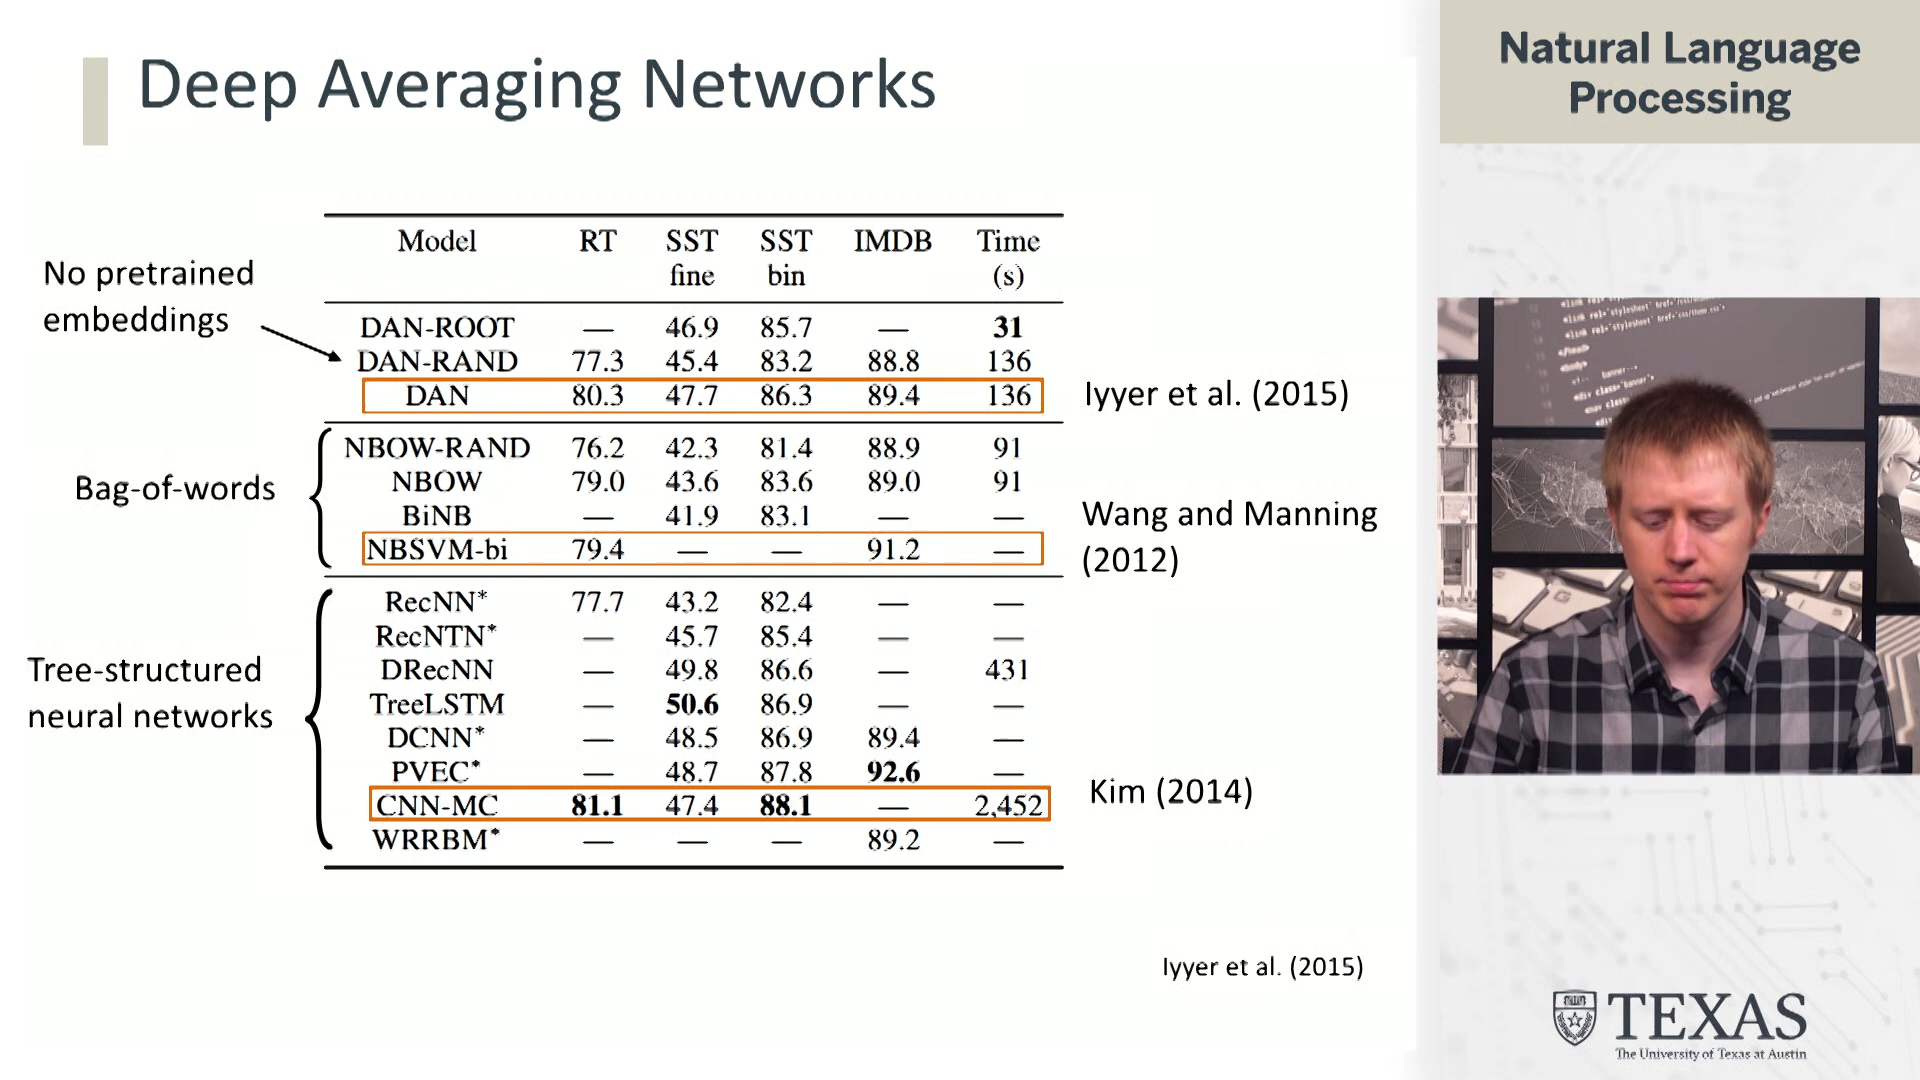 Deep Averaging Networks
Natural Language
Processing
No pretrained
embeddings
Model RT SST SST IMDB Time
fine bin (s)
DAN-ROOT — 46.9 85.7 — 31
DAN-RAND 77.3 45.4 83.2 88.8 136
DAN 80.3 47.7 86.3 89.4 136
Iyyer et al. (2015)
Bag-of-words
NBOW-RAND 76.2 42.3 81.4 88.9 91
NBOW 79.0 43.6 83.6 89.0 91
BiNB — 41.9 83.1 — —
NBSVM-bi 79.4 — — 91.2 —
Wang and Manning
(2012)
Tree-structured
neural networks
RecNN* 77.7 43.2 82.4 — —
RecNTN* — 45.7 85.4 — —
DRecNN — 49.8 86.6 — 431
TreeLSTM — 50.6 86.9 — —
DCNN* — 48.5 86.9 89.4 —
PVEC* — 48.7 87.8 92.6 —
CNN-MC 81.1 47.4 88.1 — 2,452
WRRBM* — — — 89.2 —
Kim (2014)
Iyyer et al. (2015)
TEXAS
The University of Texas at Austin